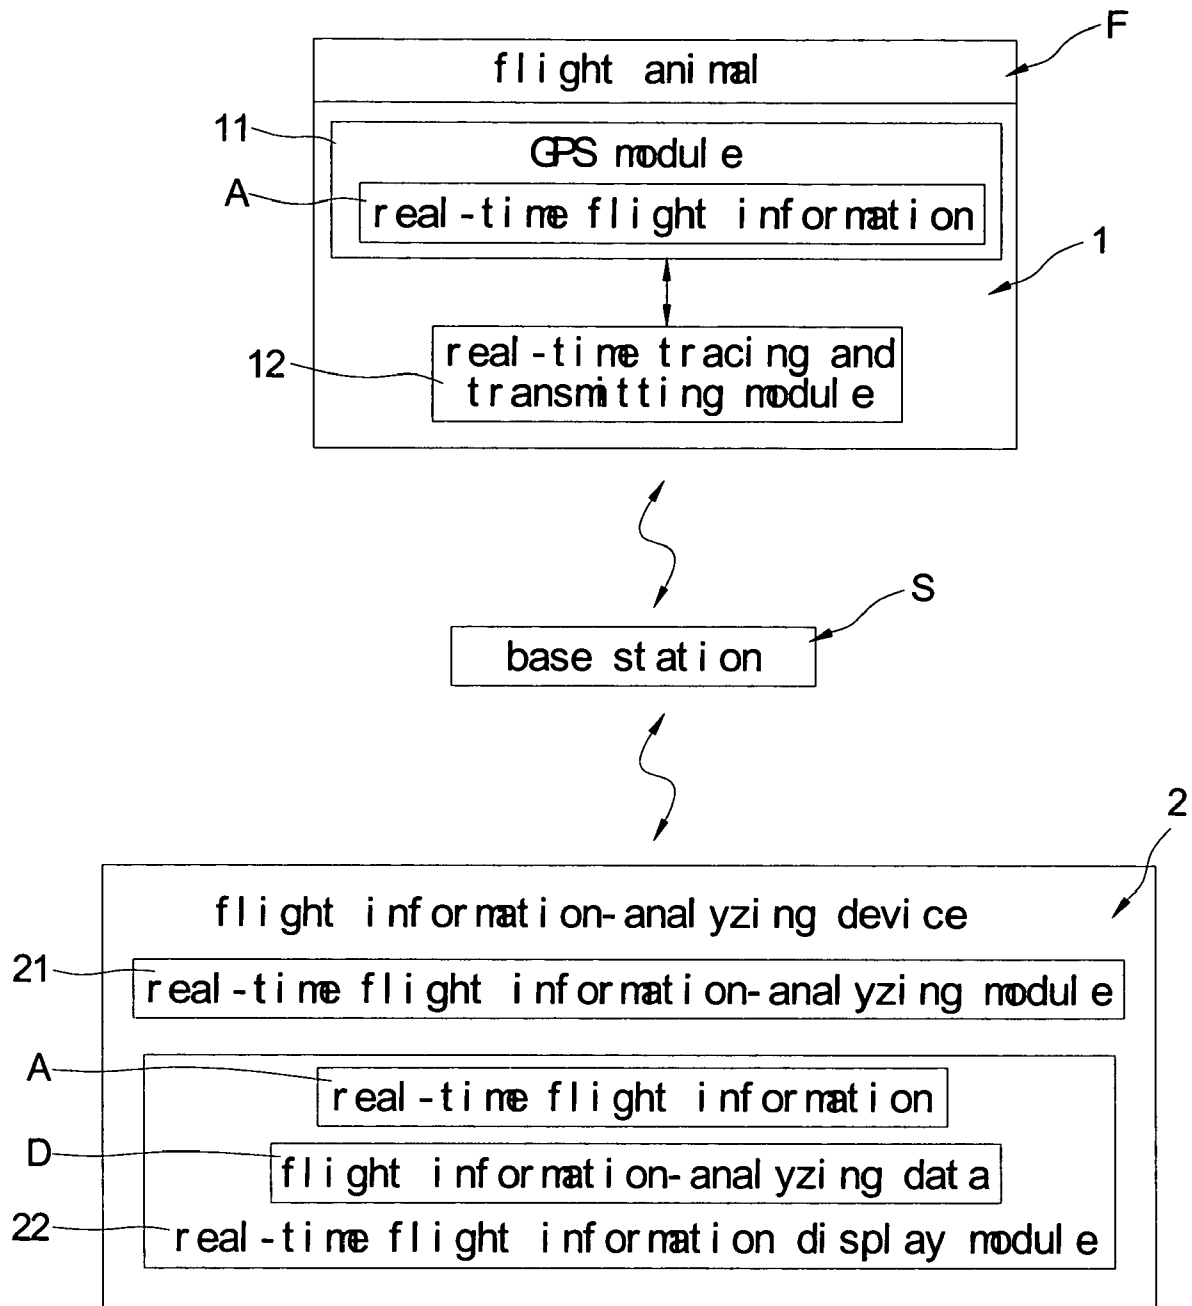 F
flight animal
11
GPS module
A
real-time flight information
1
12
real-time tracing and
transmitting module
S
base station
2
flight information-analyzing device
21
real-time flight information-analyzing module
A
real-time flight information
D
flight information-analyzing data
22
real-time flight information display module